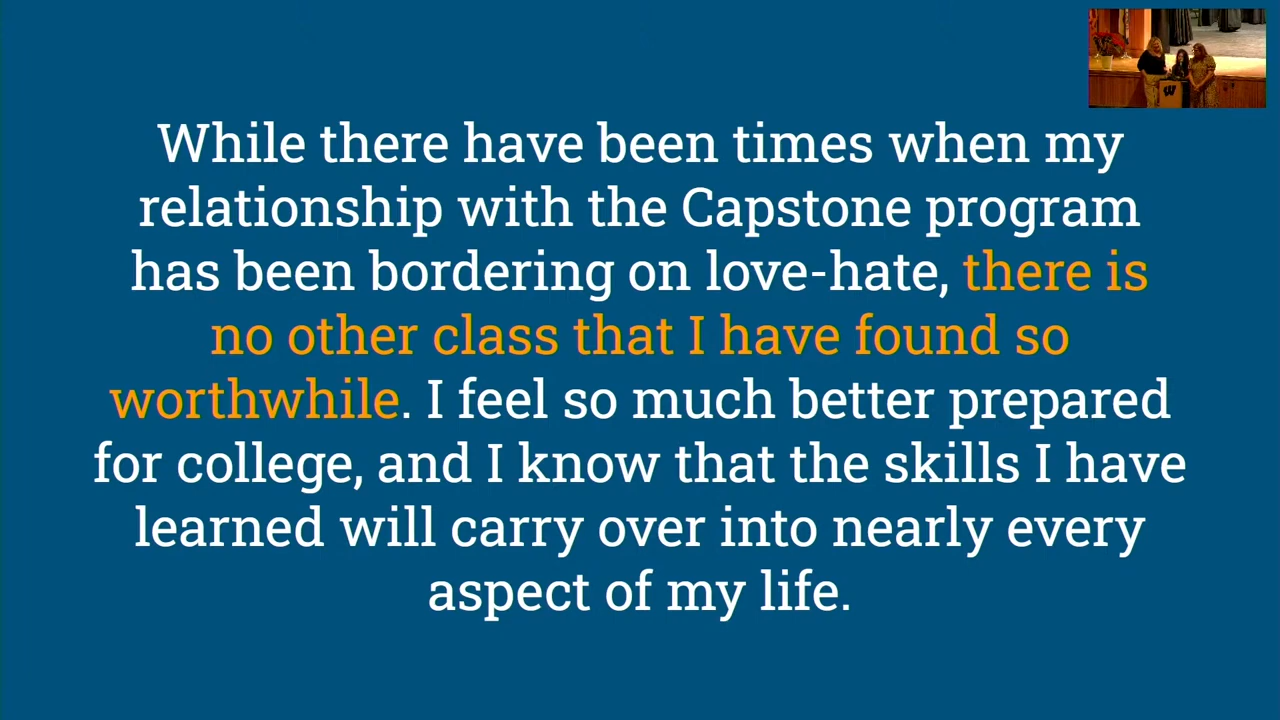 While there have been times when my
relationship with the Capstone program
has been bordering on love-hate, there is
no other class that I have found so
worthwhile. I feel so much better prepared
for college, and I know that the skills I have
learned will carry over into nearly every
aspect of my life.
W